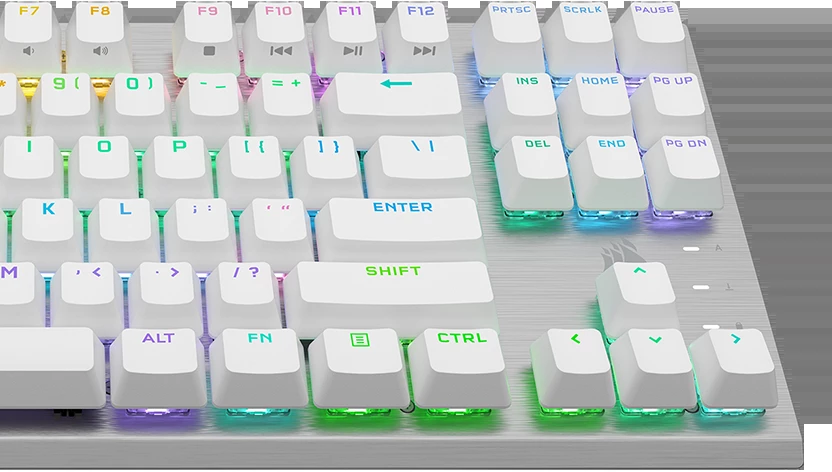 F7 F8 F9 F10 F11 F12 PRTSC SCRLK PAUSE
9 ( 0 ) - _ = + INS HOME PG UP
I O P [ { ] } \ | DEL END PG DN
K L ; : ' " ENTER
M , < . > / ? SHIFT
ALT FN CTRL